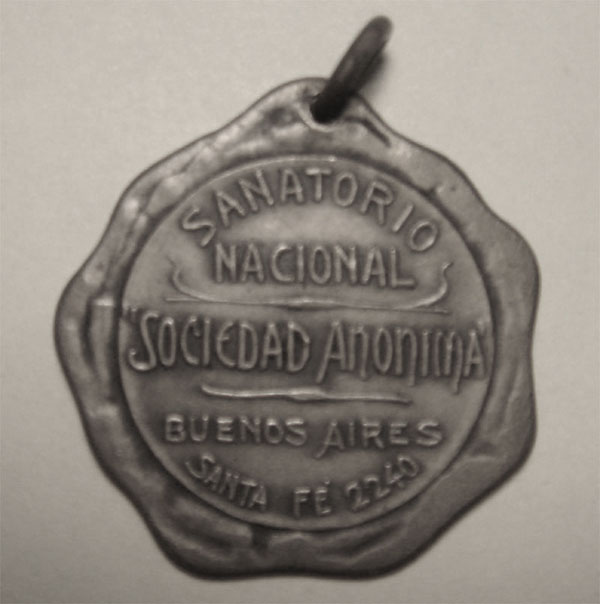 SANATORIO
NACIONAL
"SOCIEDAD ANONIMA"
BUENOS AIRES
SANTA FÉ 2240